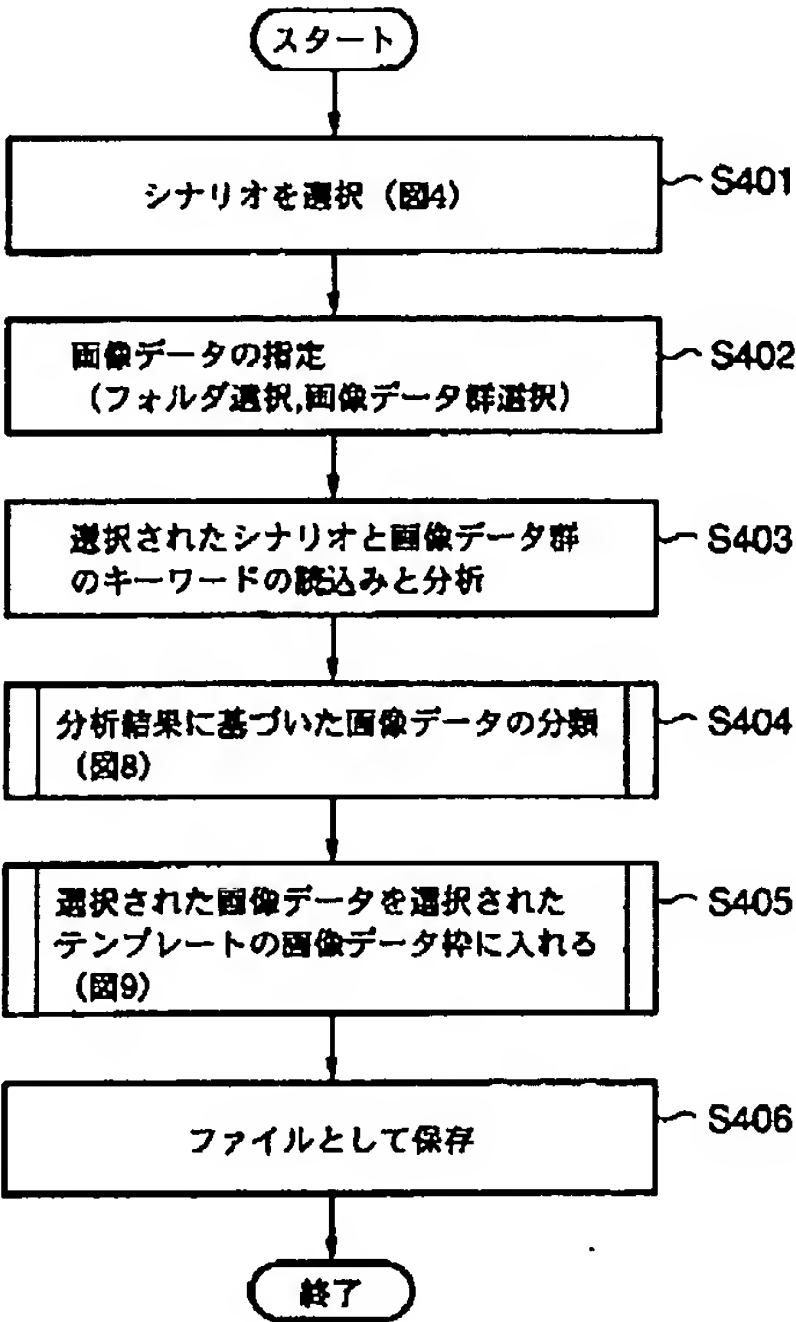 スタート
シナリオを選択（図4）
S401
画像データの指定
（フォルダ選択,画像データ群選択）
S402
選択されたシナリオと画像データ群
のキーワードの読込みと分析
S403
分析結果に基づいた画像データの分類
（図8）
S404
選択された画像データを選択された
テンプレートの画像データ枠に入れる
（図9）
S405
ファイルとして保存
S406
終了